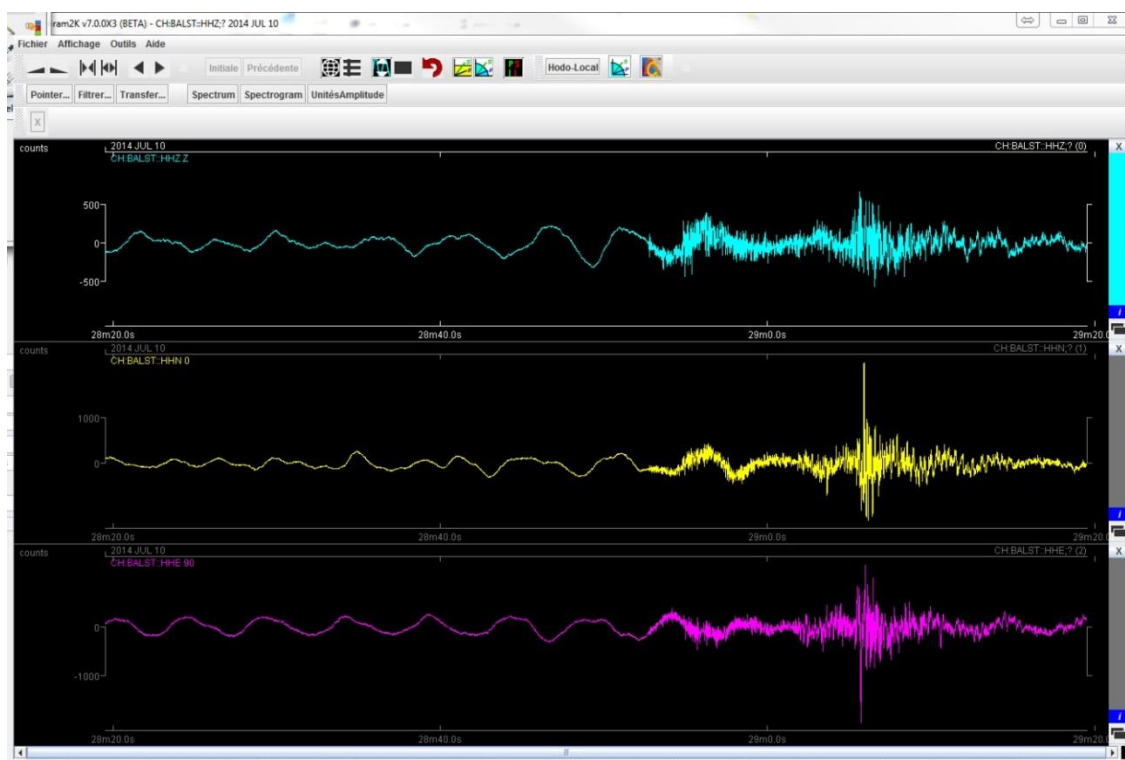 ram2K v7.0.0X3 (BETA) - CH:BALST::HHZ;? 2014 JUL 10
Fichier Affichage Outils Aide
Initiale Précédente Hodo-Local
Pointer... Filtrer... Transfer... Spectrum Spectrogram UnitésAmplitude
X
counts 2014 JUL 10 CH:BALST::HHZ;? (0) X
CH:BALST::HHZ Z
500
0
-500
i
28m20.0s 28m40.0s 29m0.0s 29m20.0
counts 2014 JUL 10 CH:BALST::HHN;? (1) X
CH:BALST::HHN 0
1000
0
i
28m20.0s 28m40.0s 29m0.0s 29m20.0
counts 2014 JUL 10 CH:BALST::HHE;? (2) X
CH:BALST::HHE 90
0
-1000
i
28m20.0s 28m40.0s 29m0.0s 29m20.0